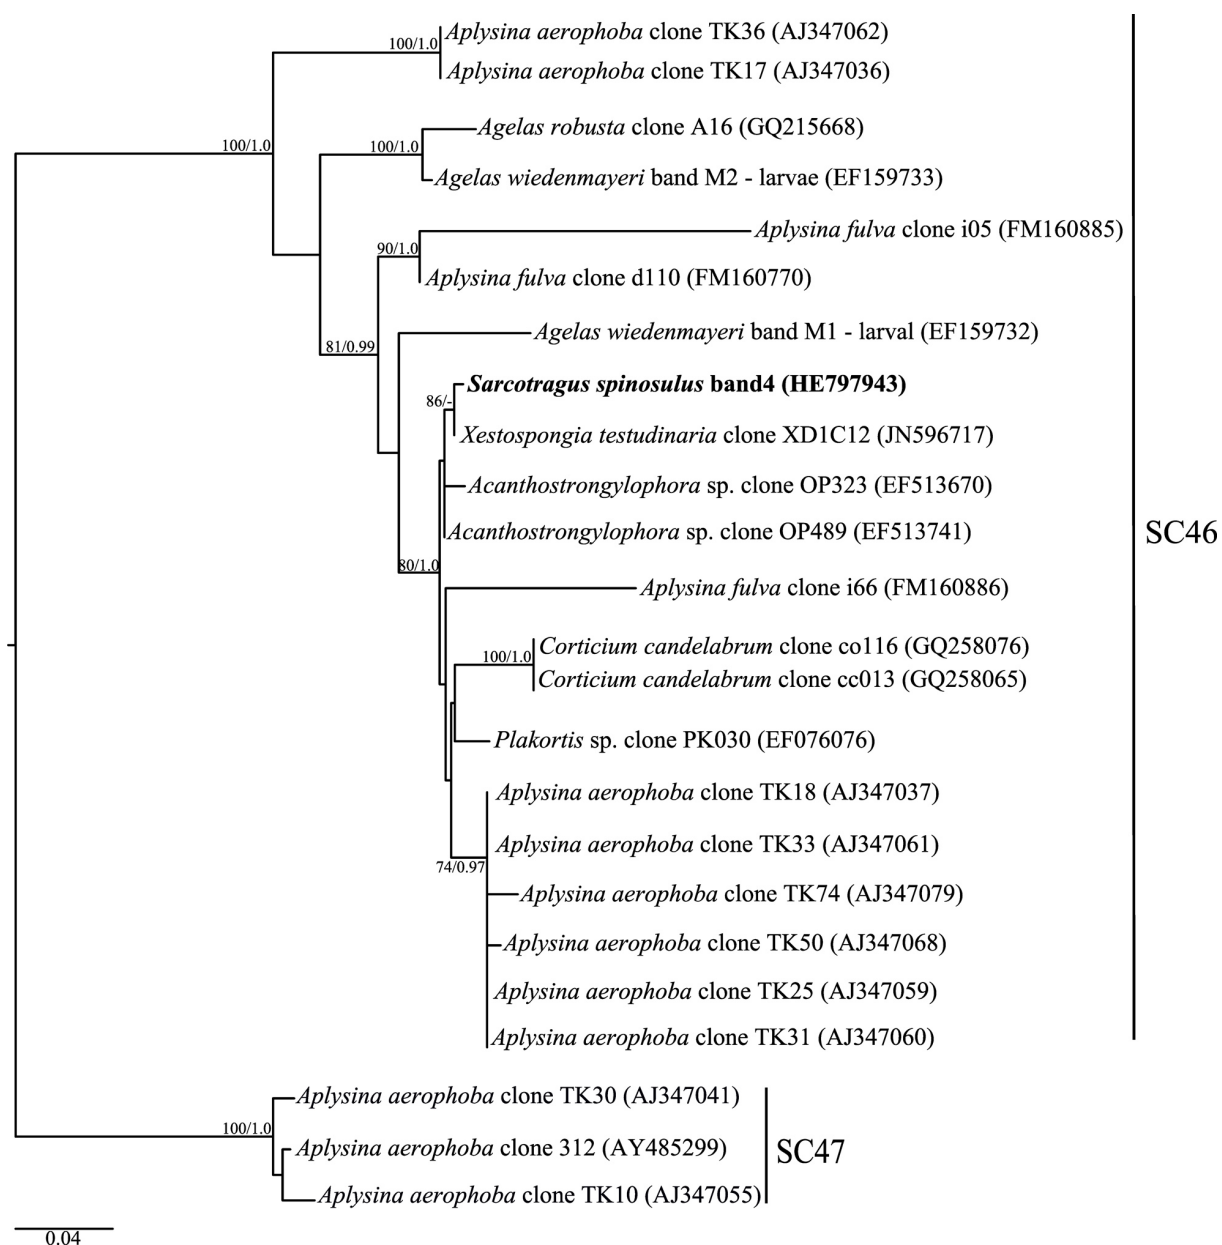 Aplysina aerophoba clone TK36 (AJ347062)
100/1.0
Aplysina aerophoba clone TK17 (AJ347036)
Agelas robusta clone A16 (GQ215668)
100/1.0
100/1.0
Agelas wiedenmayeri band M2 - larvae (EF159733)
Aplysina fulva clone i05 (FM160885)
90/1.0
Aplysina fulva clone d110 (FM160770)
Agelas wiedenmayeri band M1 - larval (EF159732)
81/0.99
Sarcotragus spinosulus band4 (HE797943)
86/-
Xestospongia testudinaria clone XD1C12 (JN596717)
Acanthostrongylophora sp. clone OP323 (EF513670)
Acanthostrongylophora sp. clone OP489 (EF513741)
SC46
80/1.0
Aplysina fulva clone i66 (FM160886)
Corticium candelabrum clone co116 (GQ258076)
100/1.0
Corticium candelabrum clone cc013 (GQ258065)
Plakortis sp. clone PK030 (EF076076)
Aplysina aerophoba clone TK18 (AJ347037)
Aplysina aerophoba clone TK33 (AJ347061)
74/0.97
Aplysina aerophoba clone TK74 (AJ347079)
Aplysina aerophoba clone TK50 (AJ347068)
Aplysina aerophoba clone TK25 (AJ347059)
Aplysina aerophoba clone TK31 (AJ347060)
Aplysina aerophoba clone TK30 (AJ347041)
100/1.0
Aplysina aerophoba clone 312 (AY485299)
SC47
Aplysina aerophoba clone TK10 (AJ347055)
0.04